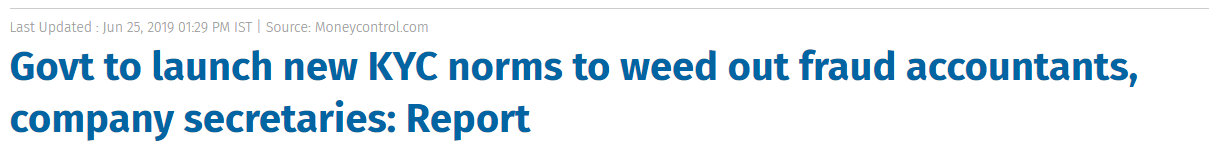 Last Updated : Jun 25, 2019 01:29 PM IST | Source: Moneycontrol.com
Govt to launch new KYC norms to weed out fraud accountants,
company secretaries: Report